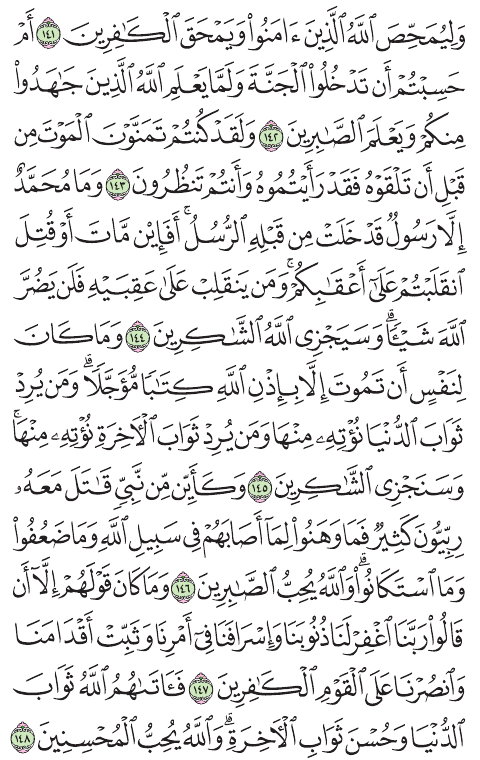 وَلِيُمَحِّصَ ٱللَّهُ ٱلَّذِينَ ءَامَنُوا۟ وَيَمْحَقَ ٱلْكَـٰفِرِينَ ١٤١ أَمْ
حَسِبْتُمْ أَن تَدْخُلُوا۟ ٱلْجَنَّةَ وَلَمَّا يَعْلَمِ ٱللَّهُ ٱلَّذِينَ جَـٰهَدُوا۟
مِنكُمْ وَيَعْلَمَ ٱلصَّـٰبِرِينَ ١٤٢ وَلَقَدْ كُنتُمْ تَمَنَّوْنَ ٱلْمَوْتَ مِن
قَبْلِ أَن تَلْقَوْهُ فَقَدْ رَأَيْتُمُوهُ وَأَنتُمْ تَنظُرُونَ ١٤٣ وَمَا مُحَمَّدٌ
إِلَّا رَسُولٌ قَدْ خَلَتْ مِن قَبْلِهِ ٱلرُّسُلُ ۚ أَفَإِي۟ن مَّاتَ أَوْ قُتِلَ
ٱنقَلَبْتُمْ عَلَىٰٓ أَعْقَـٰبِكُمْ ۚ وَمَن يَنقَلِبْ عَلَىٰ عَقِبَيْهِ فَلَن يَضُرَّ
ٱللَّهَ شَيْـًٔا ۗ وَسَيَجْزِى ٱللَّهُ ٱلشَّـٰكِرِينَ ١٤٤ وَمَا كَانَ
لِنَفْسٍ أَن تَمُوتَ إِلَّا بِإِذْنِ ٱللَّهِ كِتَـٰبًا مُّؤَجَّلًا ۗ وَمَن يُرِدْ
ثَوَابَ ٱلدُّنْيَا نُؤْتِهِۦ مِنْهَا وَمَن يُرِدْ ثَوَابَ ٱلْـَٔاخِرَةِ نُؤْتِهِۦ مِنْهَا ۚ
وَسَنَجْزِى ٱلشَّـٰكِرِينَ ١٤٥ وَكَأَيِّن مِّن نَّبِىٍّ قَـٰتَلَ مَعَهُۥ
رِبِّيُّونَ كَثِيرٌ فَمَا وَهَنُوا۟ لِمَآ أَصَابَهُمْ فِى سَبِيلِ ٱللَّهِ وَمَا ضَعُفُوا۟
وَمَا ٱسْتَكَانُوا۟ ۗ وَٱللَّهُ يُحِبُّ ٱلصَّـٰبِرِينَ ١٤٦ وَمَا كَانَ قَوْلَهُمْ إِلَّآ أَن
قَالُوا۟ رَبَّنَا ٱغْفِرْ لَنَا ذُنُوبَنَا وَإِسْرَافَنَا فِىٓ أَمْرِنَا وَثَبِّتْ أَقْدَامَنَا
وَٱنصُرْنَا عَلَى ٱلْقَوْمِ ٱلْكَـٰفِرِينَ ١٤٧ فَـَٔاتَىٰهُمُ ٱللَّهُ ثَوَابَ
ٱلدُّنْيَا وَحُسْنَ ثَوَابِ ٱلْـَٔاخِرَةِ ۗ وَٱللَّهُ يُحِبُّ ٱلْمُحْسِنِينَ ١٤٨